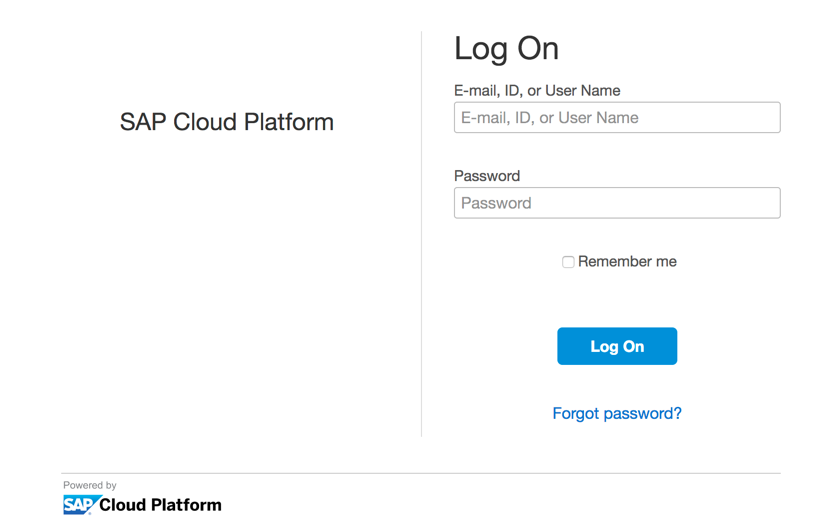 SAP Cloud Platform
Log On
E-mail, ID, or User Name
E-mail, ID, or User Name
Password
Password
Remember me
Log On
Forgot password?
Powered by
SAP Cloud Platform